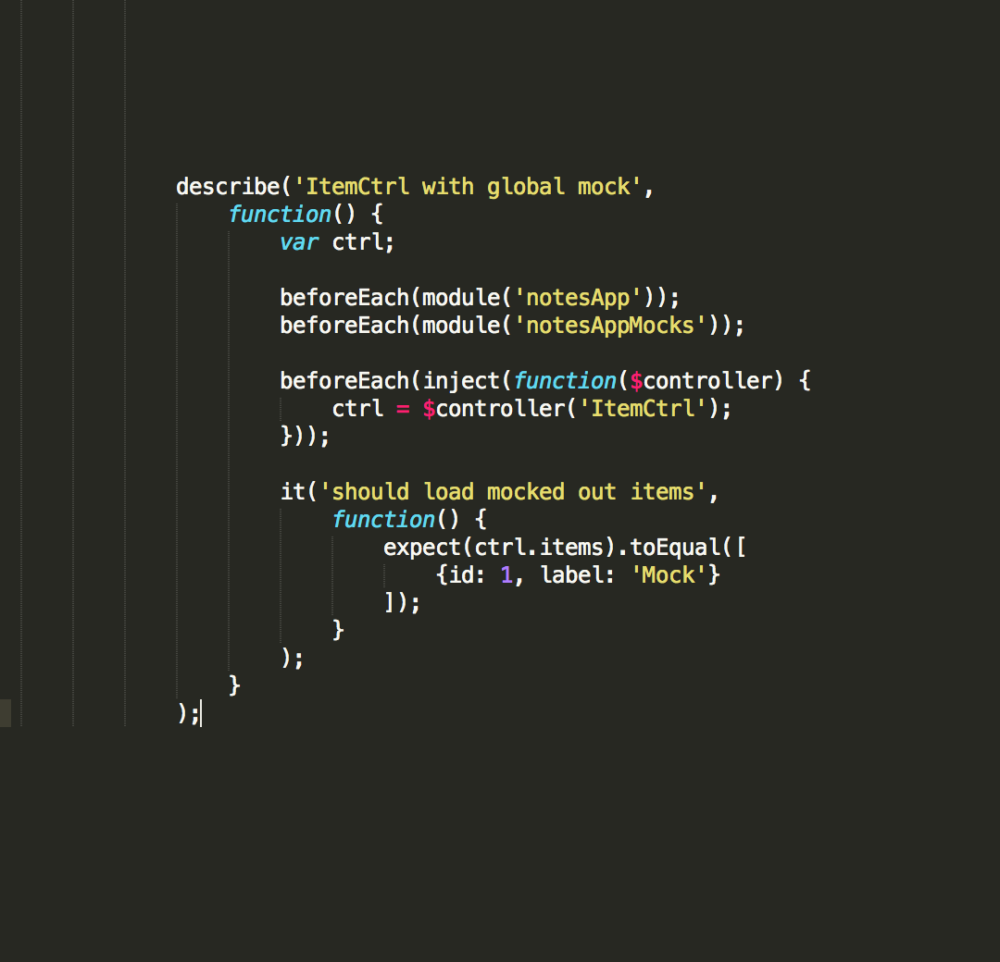 describe('ItemCtrl with global mock',
function() {
var ctrl;
beforeEach(module('notesApp'));
beforeEach(module('notesAppMocks'));
beforeEach(inject(function($controller) {
ctrl = $controller('ItemCtrl');
}));
it('should load mocked out items',
function() {
expect(ctrl.items).toEqual([
{id: 1, label: 'Mock'}
]);
}
);
}
);